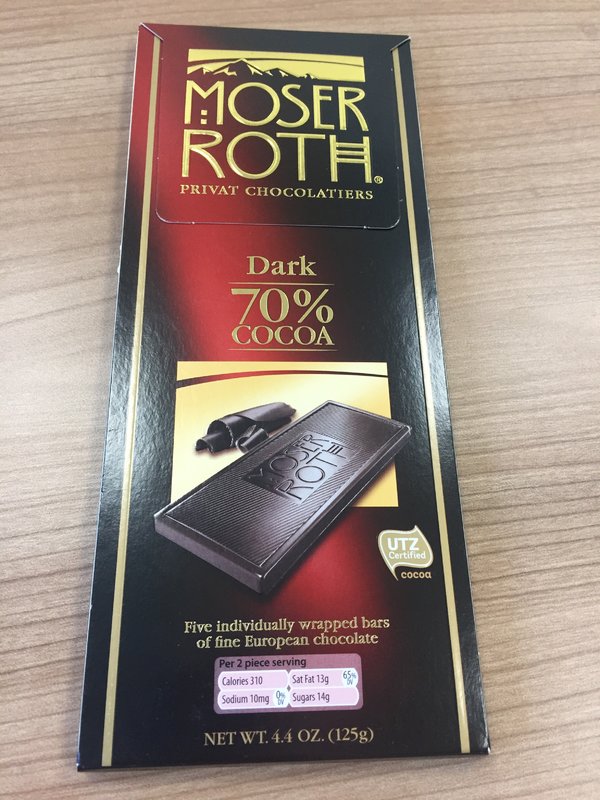 MOSER
ROTH®
PRIVAT CHOCOLATIERS
Dark
70%
COCOA
MOSER
ROTH
UTZ
Certified
cocoa
Five individually wrapped bars
of fine European chocolate
Per 2 piece serving
Calories 310 Sat Fat 13g 65% DV
Sodium 10mg 0% DV Sugars 14g
NET WT. 4.4 OZ. (125g)